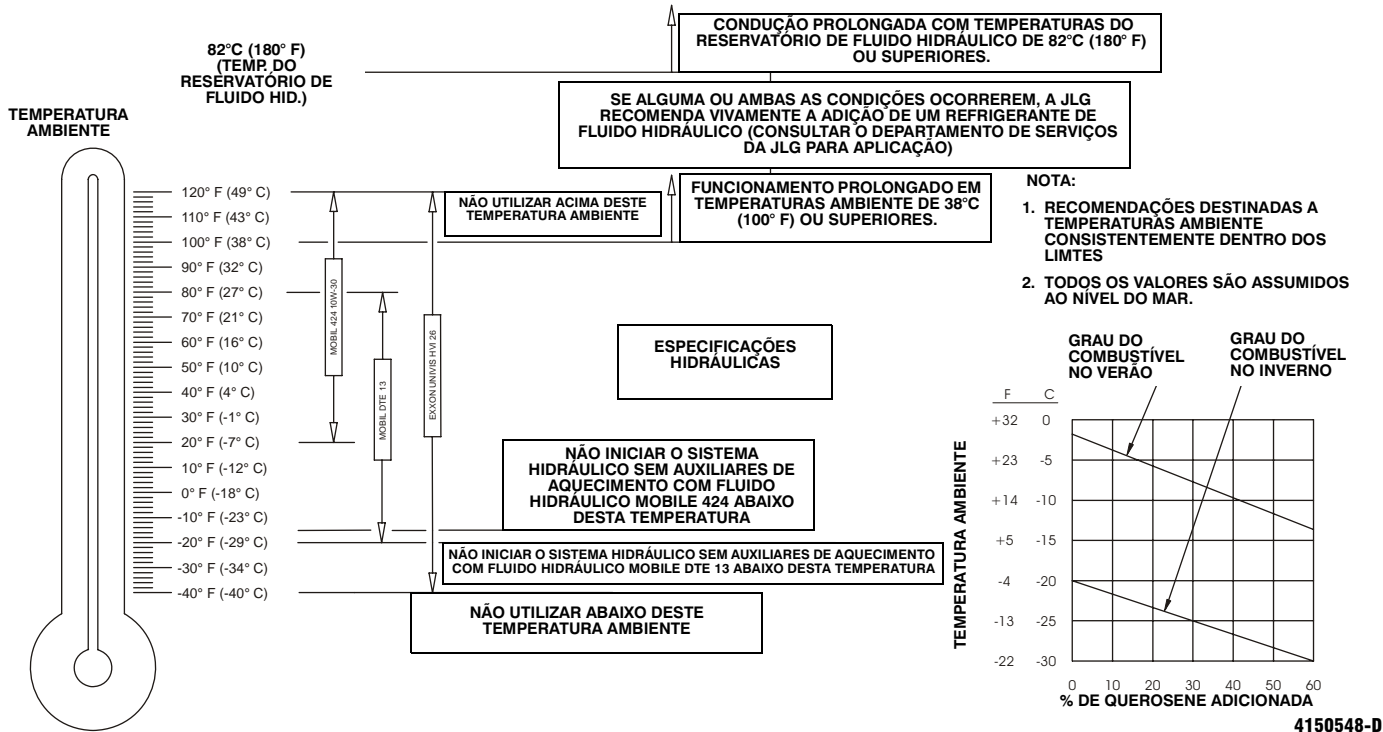 82°C (180° F)
(TEMP. DO
RESERVATÓRIO DE
FLUIDO HID.)
CONDUÇÃO PROLONGADA COM TEMPERATURAS DO
RESERVATÓRIO DE FLUIDO HIDRÁULICO DE 82°C (180° F)
OU SUPERIORES.
SE ALGUMA OU AMBAS AS CONDIÇÕES OCORREREM, A JLG
RECOMENDA VIVAMENTE A ADIÇÃO DE UM REFRIGERANTE DE
FLUIDO HIDRÁULICO (CONSULTAR O DEPARTAMENTO DE SERVIÇOS
DA JLG PARA APLICAÇÃO)
TEMPERATURA
AMBIENTE
120° F (49° C)
110° F (43° C)
100° F (38° C)
90° F (32° C)
80° F (27° C)
70° F (21° C)
60° F (16° C)
50° F (10° C)
40° F (4° C)
30° F (-1° C)
20° F (-7° C)
10° F (-12° C)
0° F (-18° C)
-10° F (-23° C)
-20° F (-29° C)
-30° F (-34° C)
-40° F (-40° C)
MOBIL 424 10W-30
MOBIL DTE 13
EXXON UNIVIS HVI 26
NÃO UTILIZAR ACIMA DESTE
TEMPERATURA AMBIENTE
FUNCIONAMENTO PROLONGADO EM
TEMPERATURAS AMBIENTE DE 38°C
(100° F) OU SUPERIORES.
ESPECIFICAÇÕES
HIDRÁULICAS
NÃO INICIAR O SISTEMA
HIDRÁULICO SEM AUXILIARES DE
AQUECIMENTO COM FLUIDO
HIDRÁULICO MOBILE 424 ABAIXO
DESTA TEMPERATURA
NÃO INICIAR O SISTEMA HIDRÁULICO SEM AUXILIARES DE AQUECIMENTO
COM FLUIDO HIDRÁULICO MOBILE DTE 13 ABAIXO DESTA TEMPERATURA
NÃO UTILIZAR ABAIXO DESTE
TEMPERATURA AMBIENTE
NOTA:
1. RECOMENDAÇÕES DESTINADAS A
TEMPERATURAS AMBIENTE
CONSISTENTEMENTE DENTRO DOS
LIMTES
2. TODOS OS VALORES SÃO ASSUMIDOS
AO NÍVEL DO MAR.
GRAU DO
COMBUSTÍVEL
NO VERÃO
GRAU DO
COMBUSTÍVEL
NO INVERNO
F C
+32 0
+23 -5
+14 -10
+5 -15
-4 -20
-13 -25
-22 -30
TEMPERATURA AMBIENTE
0 10 20 30 40 50 60
% DE QUEROSENE ADICIONADA
4150548-D